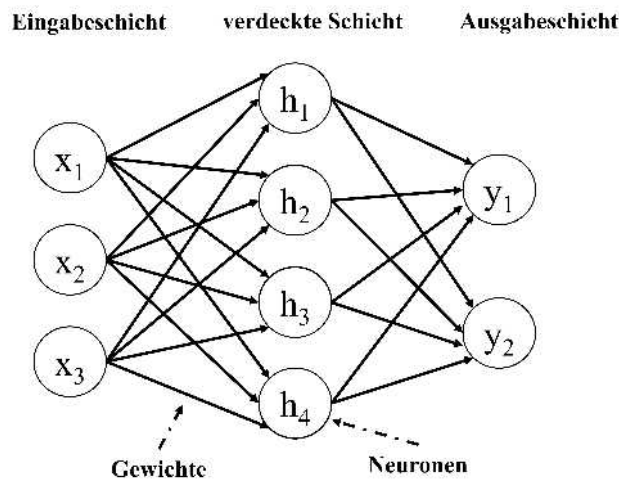 Eingabeschicht verdeckte Schicht Ausgabeschicht
h1
x1
h2
y1
x2
h3
y2
x3
h4
Gewichte
Neuronen